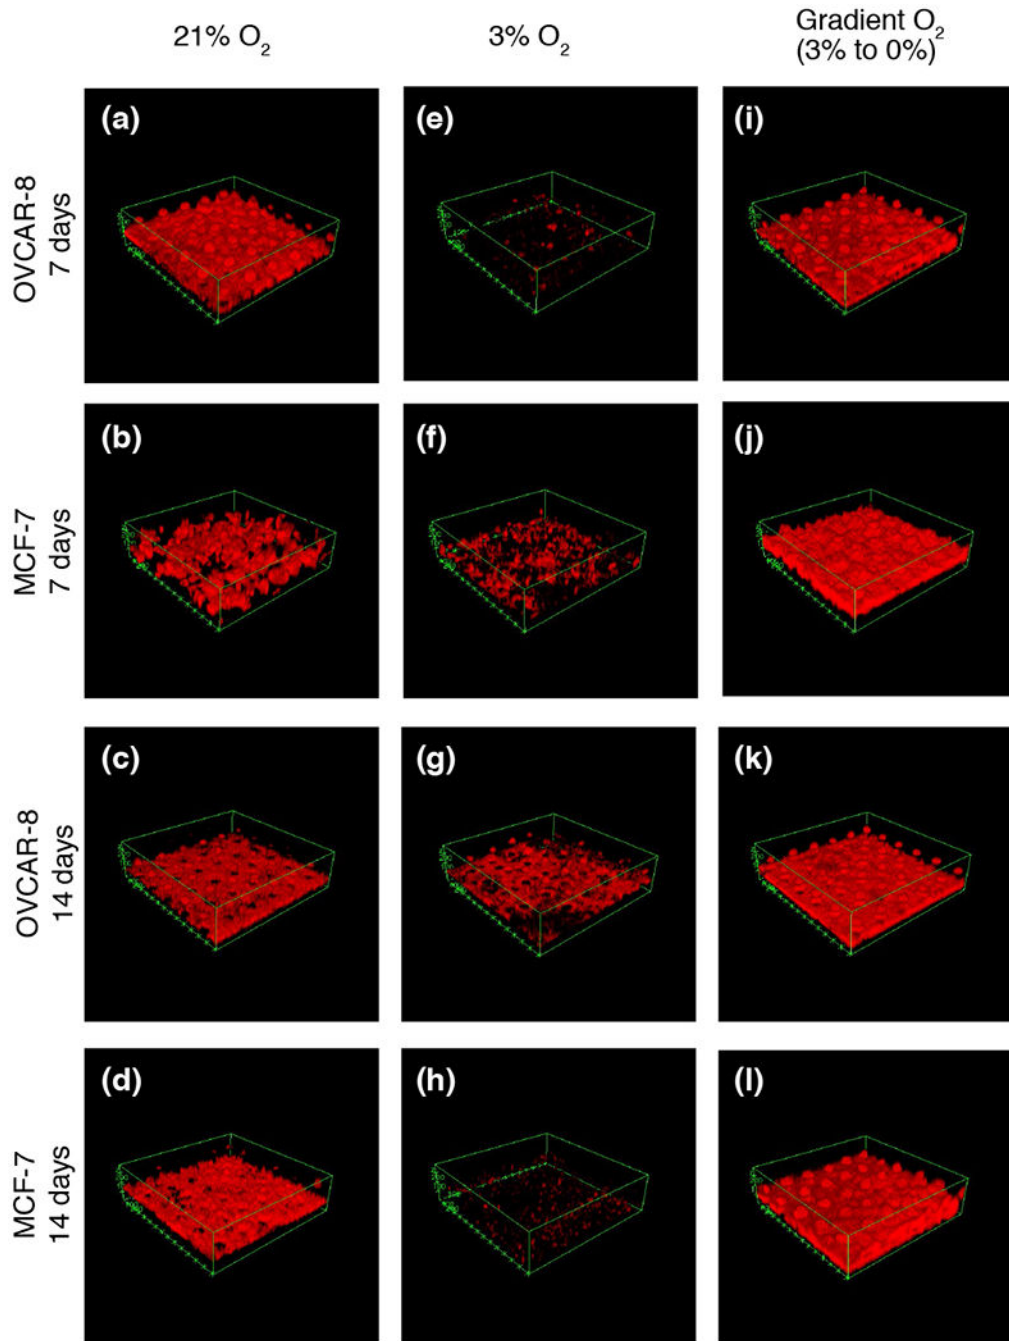 21% O₂
3% O₂
Gradient O₂
(3% to 0%)
OVCAR-8
7 days
(a)
(e)
(i)
MCF-7
7 days
(b)
(f)
(j)
OVCAR-8
14 days
(c)
(g)
(k)
MCF-7
14 days
(d)
(h)
(l)